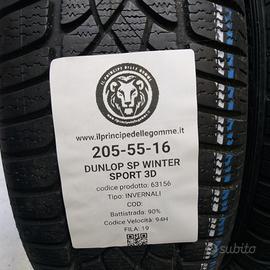 IL PRINCIPE DELLE GOMME
www.ilprincipedellegomme.it
205-55-16
DUNLOP SP WINTER
SPORT 3D
codice prodotto: 63156
Tipo: INVERNALI
COD:
Battistrada: 90%
Codice Velocità: 94H
FILA: 19
subito